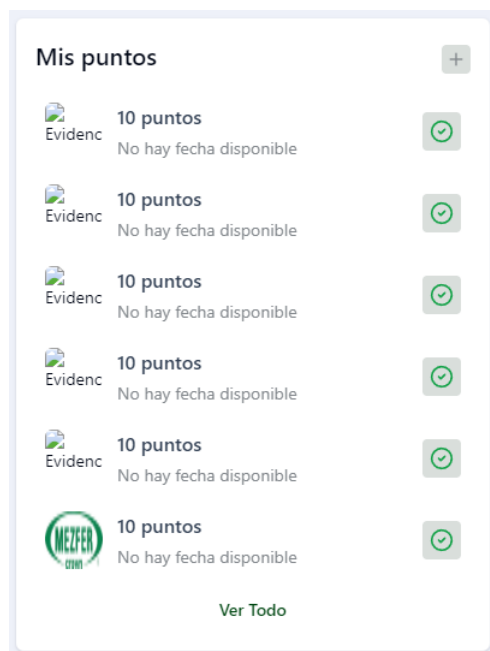 Mis puntos
Evidenc
10 puntos
No hay fecha disponible
Evidenc
10 puntos
No hay fecha disponible
Evidenc
10 puntos
No hay fecha disponible
Evidenc
10 puntos
No hay fecha disponible
Evidenc
10 puntos
No hay fecha disponible
MEZFER
crown
10 puntos
No hay fecha disponible
Ver Todo